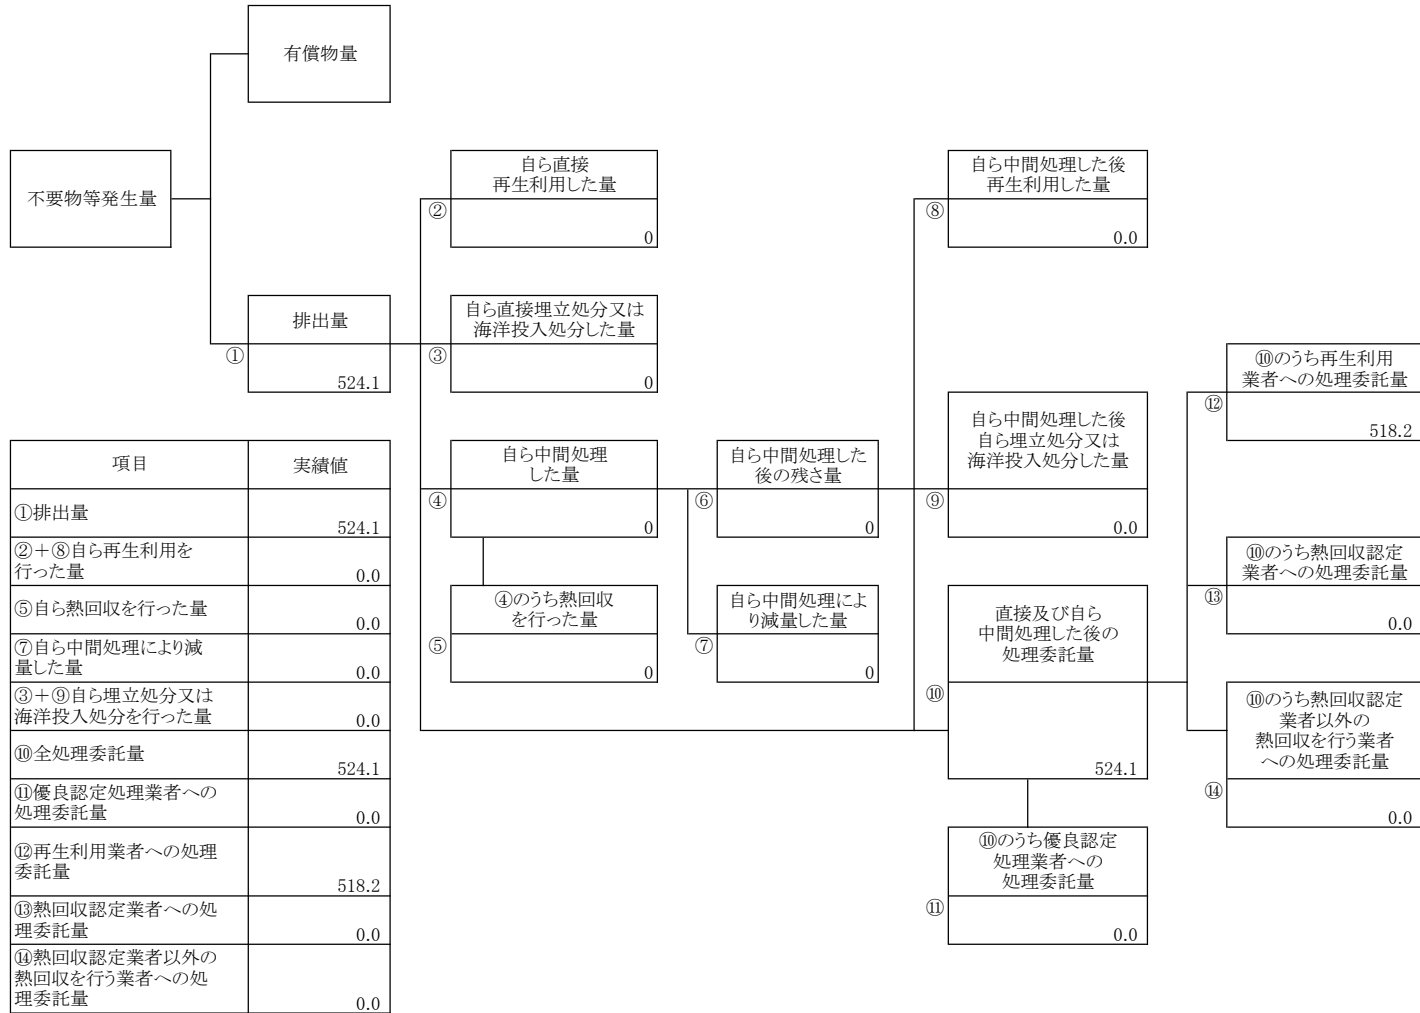 有償物量
不要物等発生量
自ら直接
再生利用した量
②
0
自ら中間処理した後
再生利用した量
⑧
0.0
排出量
①
524.1
自ら直接埋立処分又は
海洋投入処分した量
③
0
⑩のうち再生利用
業者への処理委託量
⑫
518.2
自ら中間処理
した量
④
0
自ら中間処理した
後の残さ量
⑥
0
自ら中間処理した後
自ら埋立処分又は
海洋投入処分した量
⑨
0.0
⑩のうち熱回収認定
業者への処理委託量
⑬
0.0
④のうち熱回収
を行った量
⑤
0
自ら中間処理によ
り減量した量
⑦
0
直接及び自ら
中間処理した後の
処理委託量
⑩
524.1
⑩のうち熱回収認定
業者以外の
熱回収を行う業者
への処理委託量
⑭
0.0
⑩のうち優良認定
処理業者への
処理委託量
⑪
0.0
項目 実績値
①排出量
524.1
②+⑧自ら再生利用を
行った量
0.0
⑤自ら熱回収を行った量
0.0
⑦自ら中間処理により減
量した量
0.0
③+⑨自ら埋立処分又は
海洋投入処分を行った量
0.0
⑩全処理委託量
524.1
⑪優良認定処理業者への
処理委託量
0.0
⑫再生利用業者への処理
委託量
518.2
⑬熱回収認定業者への処
理委託量
0.0
⑭熱回収認定業者以外の
熱回収を行う業者への処
理委託量
0.0